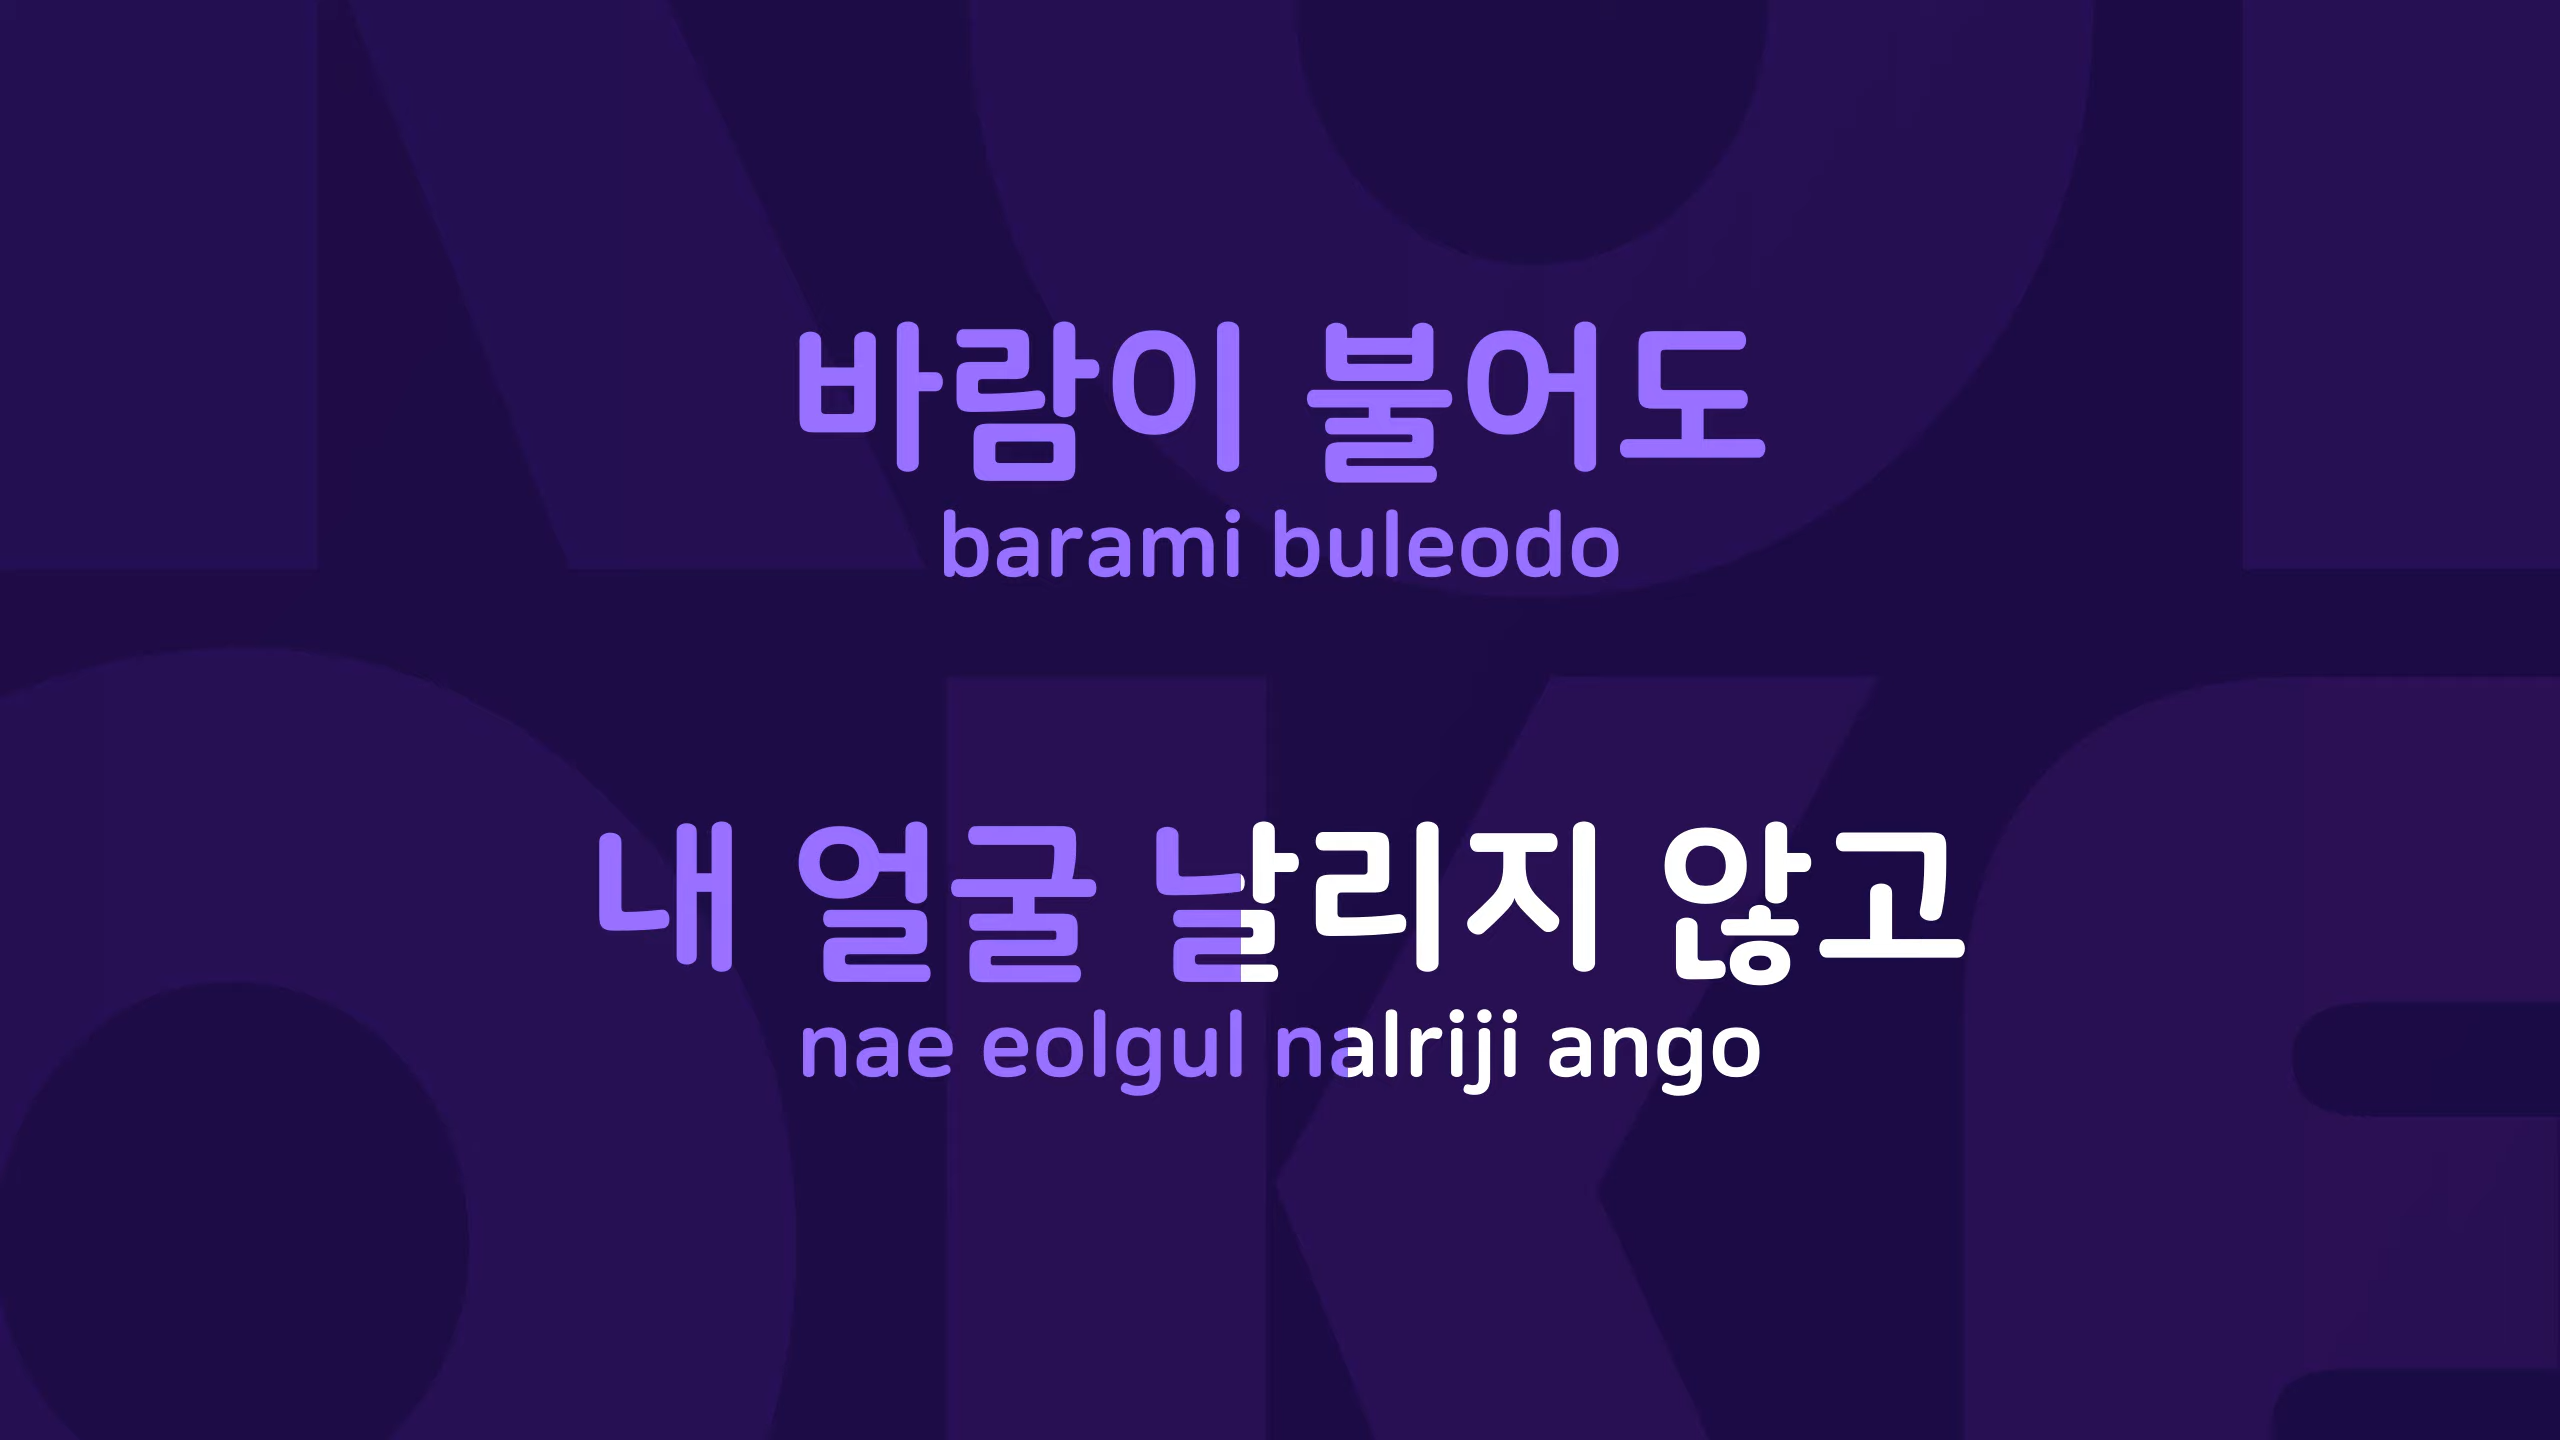 바람이 불어도
barami buleodo
내 얼굴 날리지 않고
nae eolgul nalriji ango